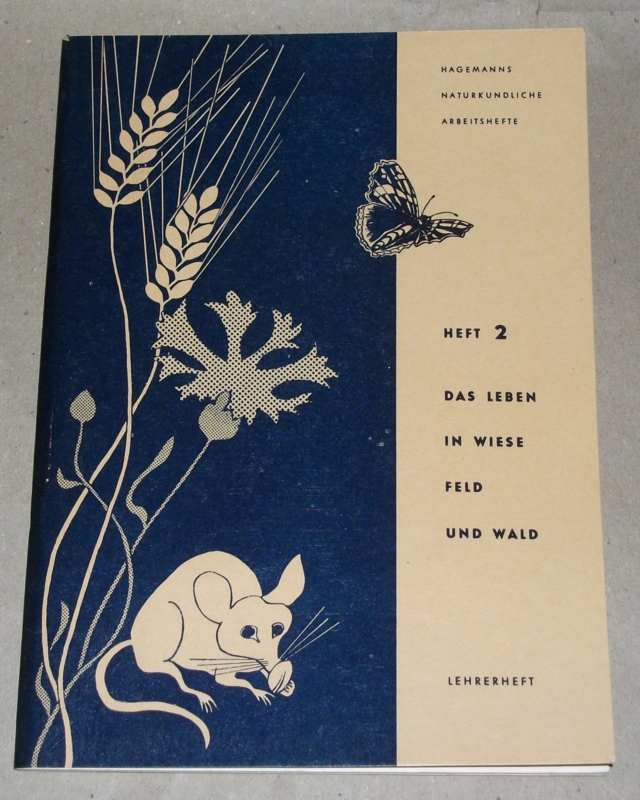 HAGEMANNS
NATURKUNDLICHE
ARBEITSHEFTE
HEFT 2
DAS LEBEN
IN WIESE
FELD
UND WALD
LEHRERHEFT